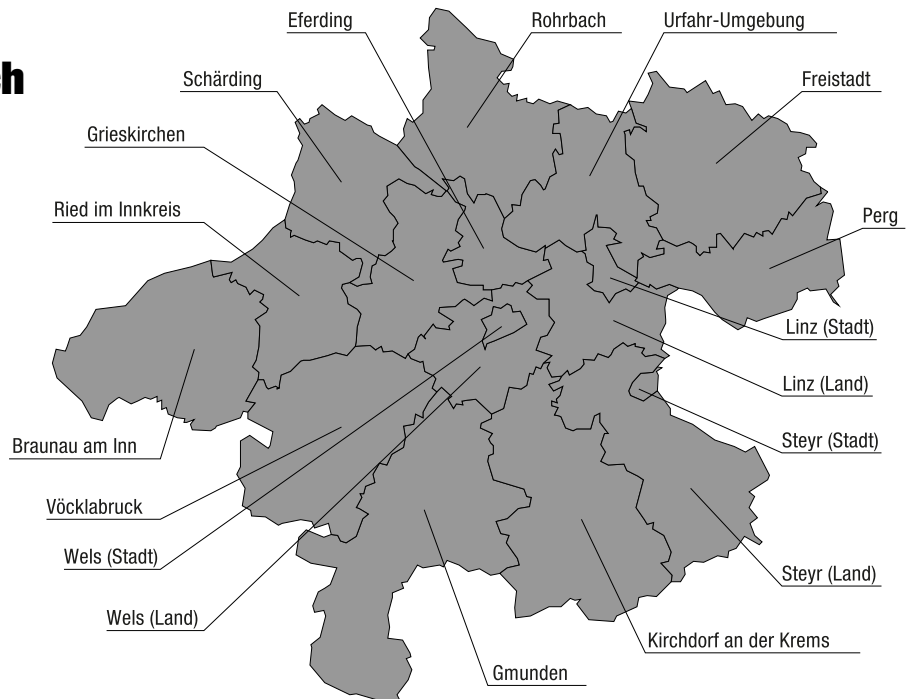 Eferding
Rohrbach
Urfahr-Umgebung
ch
Schärding
Freistadt
Grieskirchen
Ried im Innkreis
Perg
Linz (Stadt)
Linz (Land)
Braunau am Inn
Steyr (Stadt)
Vöcklabruck
Wels (Stadt)
Steyr (Land)
Wels (Land)
Kirchdorf an der Krems
Gmunden